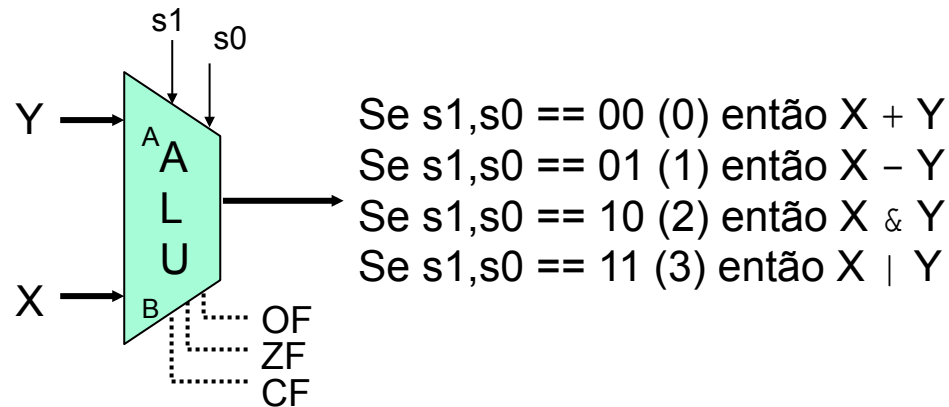 s1
s0
Y
A
A
L
U
X
B
OF
ZF
CF
Se s1,s0 == 00 (0) então X + Y
Se s1,s0 == 01 (1) então X – Y
Se s1,s0 == 10 (2) então X & Y
Se s1,s0 == 11 (3) então X | Y